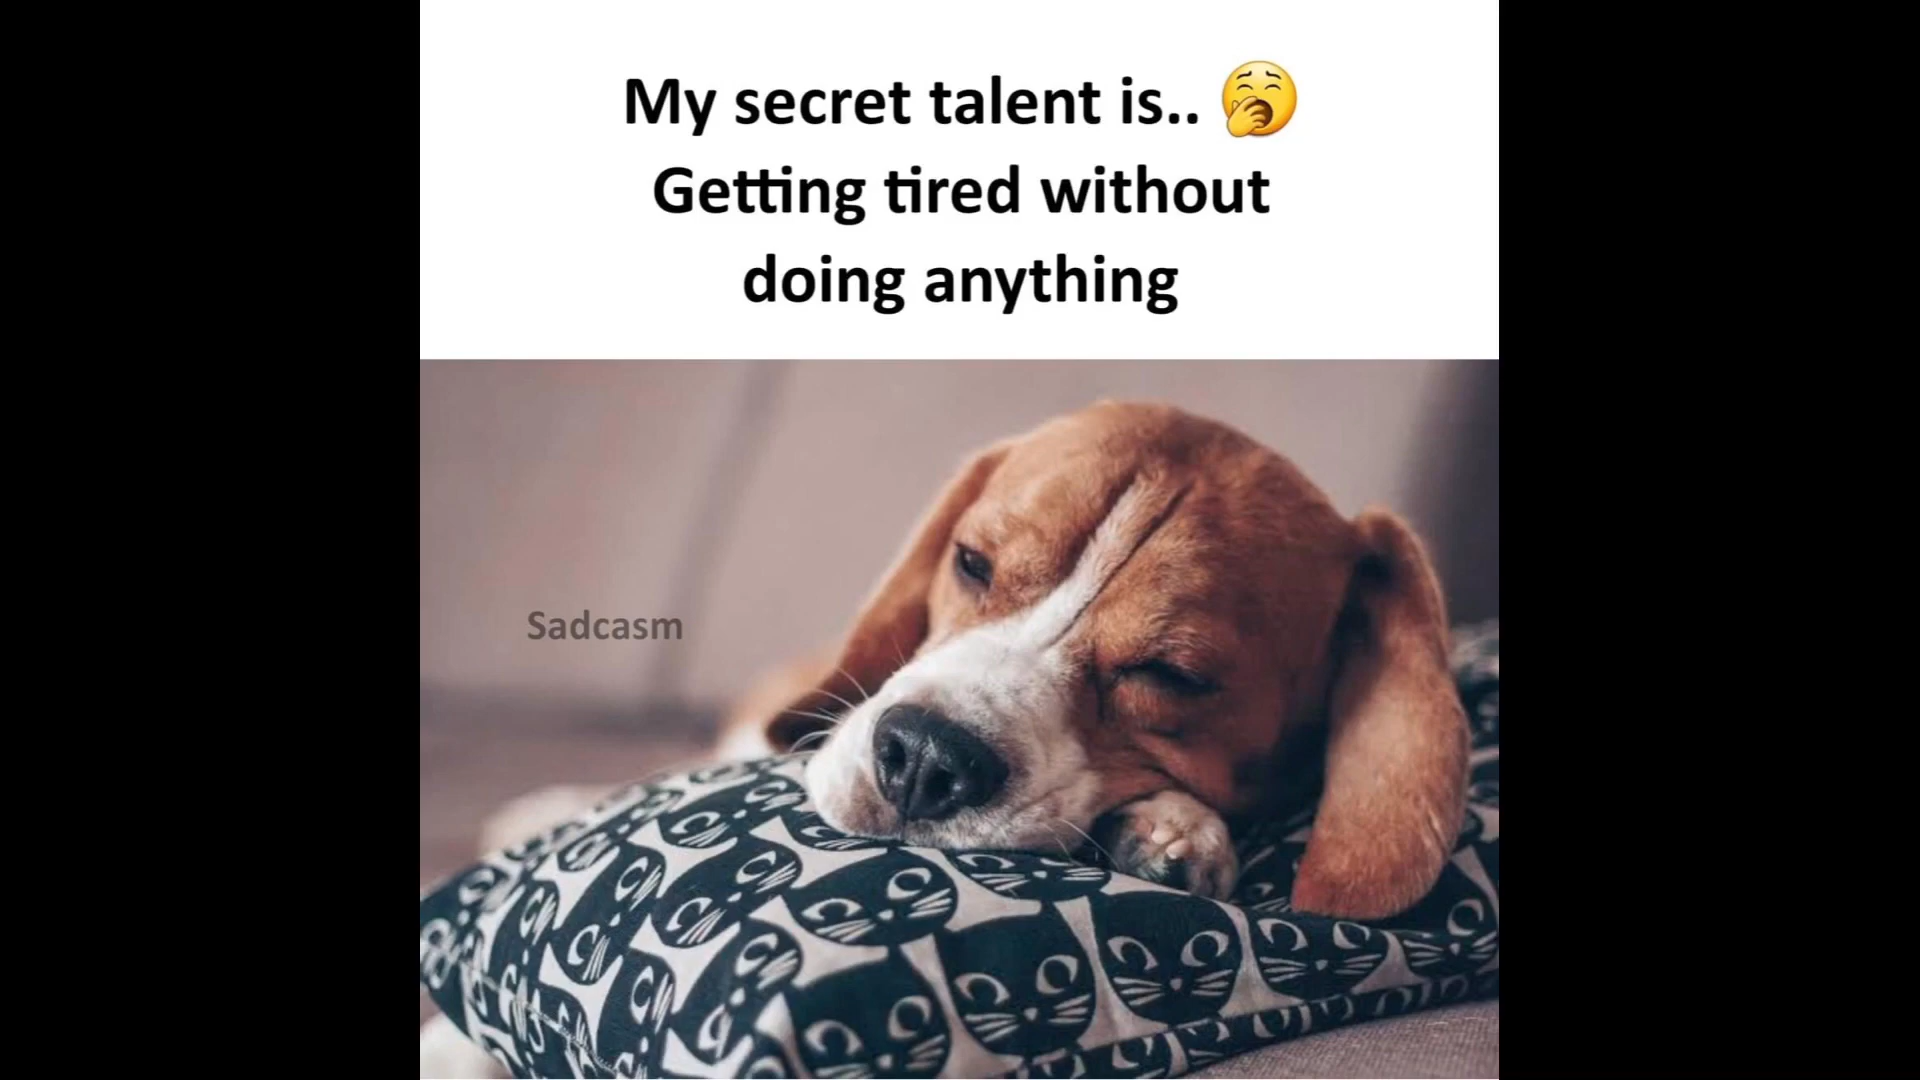 My secret talent is.. 🥱
Getting tired without
doing anything
Sadcasm